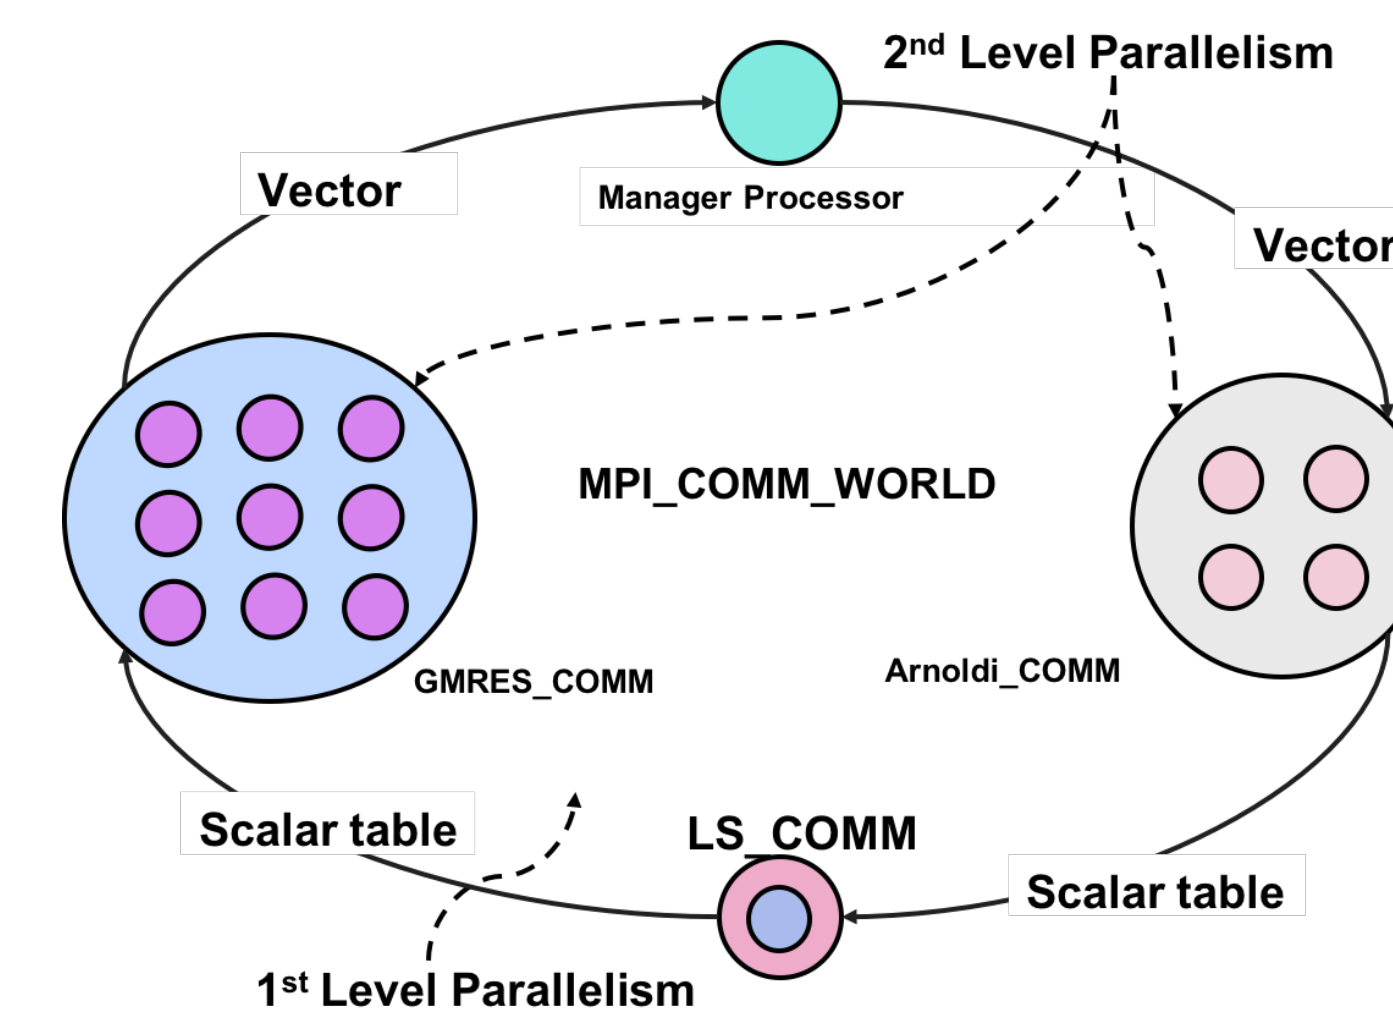 2nd Level Parallelism
Vector
Manager Processor
Vector
MPI_COMM_WORLD
GMRES_COMM
Arnoldi_COMM
Scalar table
LS_COMM
Scalar table
1st Level Parallelism